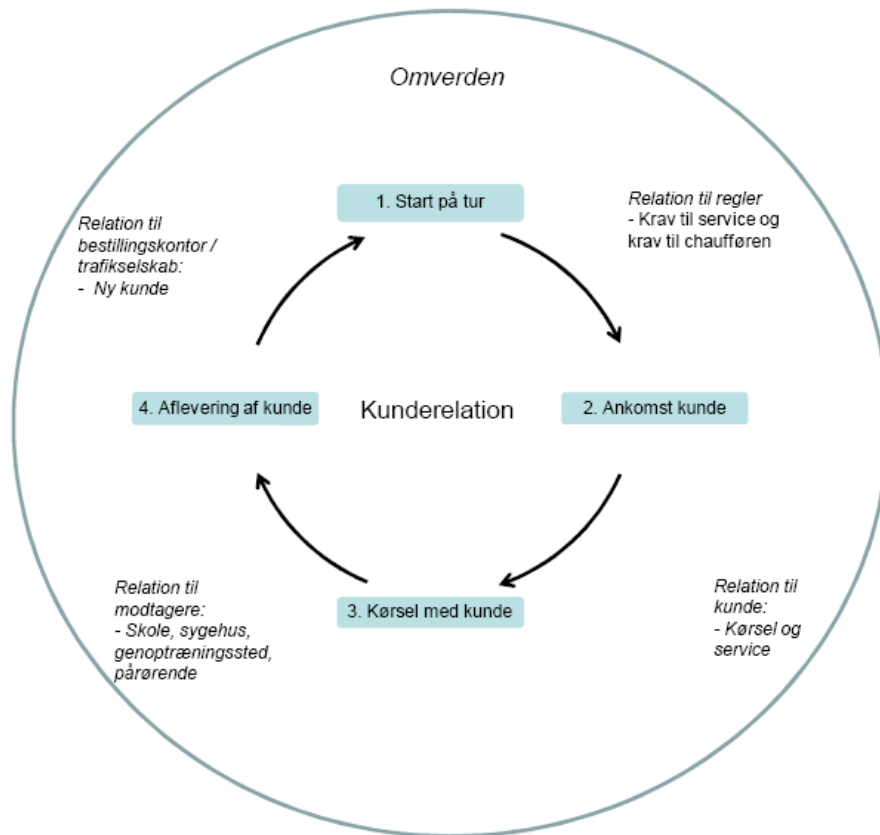 Omverden
1. Start på tur
Relation til regler
- Krav til service og
krav til chaufføren
Relation til
bestillingskontor /
trafikselskab:
- Ny kunde
4. Aflevering af kunde
Kunderelation
2. Ankomst kunde
Relation til
modtagere:
- Skole, sygehus,
genoptræningssted,
pårørende
3. Kørsel med kunde
Relation til
kunde:
- Kørsel og
service